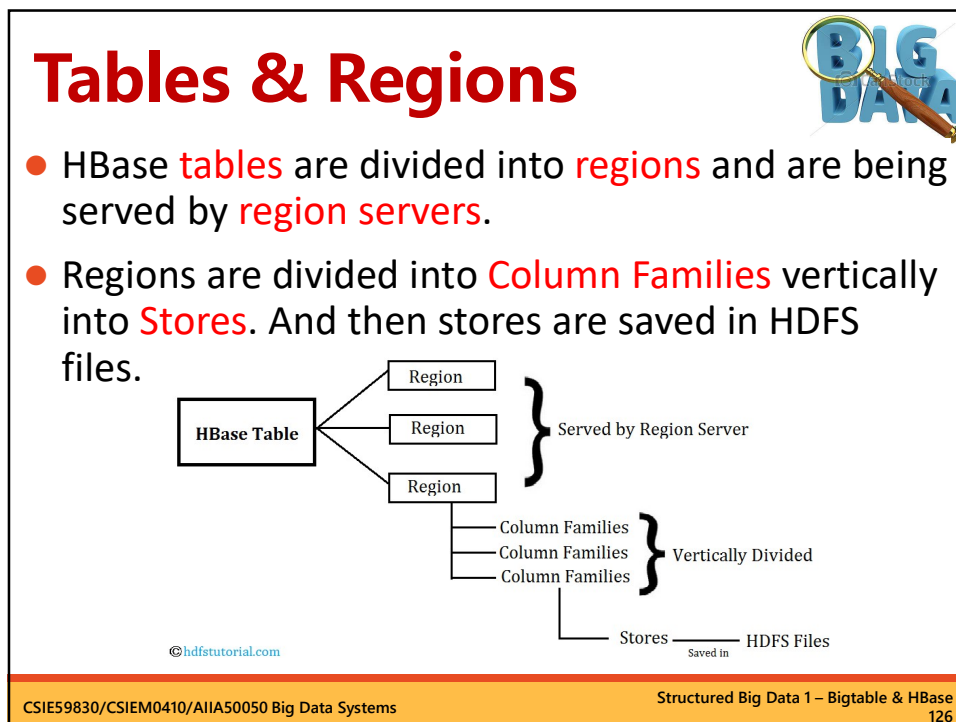 Tables & Regions
BIG
DATA
(c) CanStock
● HBase tables are divided into regions and are being
served by region servers.
● Regions are divided into Column Families vertically
into Stores. And then stores are saved in HDFS
files.
HBase Table
Region
Region
Region
Served by Region Server
Column Families
Column Families
Column Families
Vertically Divided
Stores
Saved in
HDFS Files
©hdfstutorial.com
CSIE59830/CSIEM0410/AIIA50050 Big Data Systems
Structured Big Data 1 – Bigtable & HBase
126